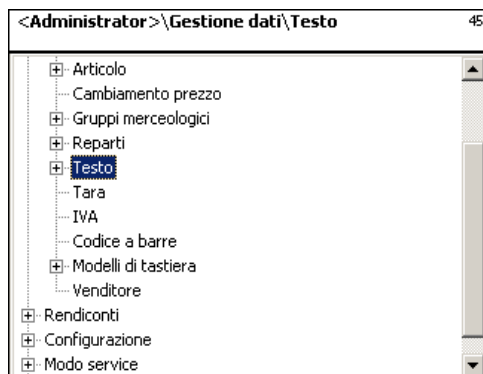 <Administrator>\Gestione dati\Testo 45
Articolo
Cambiamento prezzo
Gruppi merceologici
Reparti
Testo
Tara
IVA
Codice a barre
Modelli di tastiera
Venditore
Rendiconti
Configurazione
Modo service